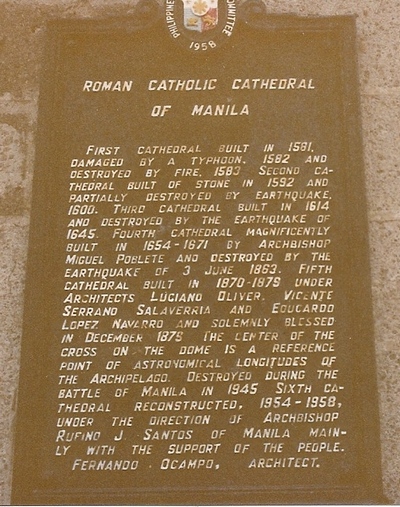 PHILIPPINE COMMITTEE
1958
ROMAN CATHOLIC CATHEDRAL
OF MANILA
FIRST CATHEDRAL BUILT IN 1581,
DAMAGED BY A TYPHOON, 1582 AND
DESTROYED BY FIRE, 1583 SECOND CA-
THEDRAL BUILT OF STONE IN 1592 AND
PARTIALLY DESTROYED BY EARTHQUAKE,
1600. THIRD CATHEDRAL BUILT IN 1614
AND DESTROYED BY THE EARTHQUAKE OF
1645. FOURTH CATHEDRAL MAGNIFICENTLY
BUILT IN 1654-1671 BY ARCHBISHOP
MIGUEL POBLETE AND DESTROYED BY THE
EARTHQUAKE OF 3 JUNE 1863. FIFTH
CATHEDRAL BUILT IN 1870-1879 UNDER
ARCHITECTS LUCIANO OLIVER, VICENTE
SERRANO SALAVERRIA AND EDUOARDO
LOPEZ NAVARRO AND SOLEMNLY BLESSED
IN DECEMBER 1879 THE CENTER OF THE
CROSS ON THE DOME IS A REFERENCE
POINT OF ASTRONOMICAL LONGITUDES OF
THE ARCHIPELAGO. DESTROYED DURING THE
BATTLE OF MANILA IN 1945 SIXTH CA-
THEDRAL RECONSTRUCTED, 1954-1958,
UNDER THE DIRECTION OF ARCHBISHOP
RUFINO J. SANTOS OF MANILA MAIN-
LY WITH THE SUPPORT OF THE PEOPLE.
FERNANDO OCAMPO, ARCHITECT.